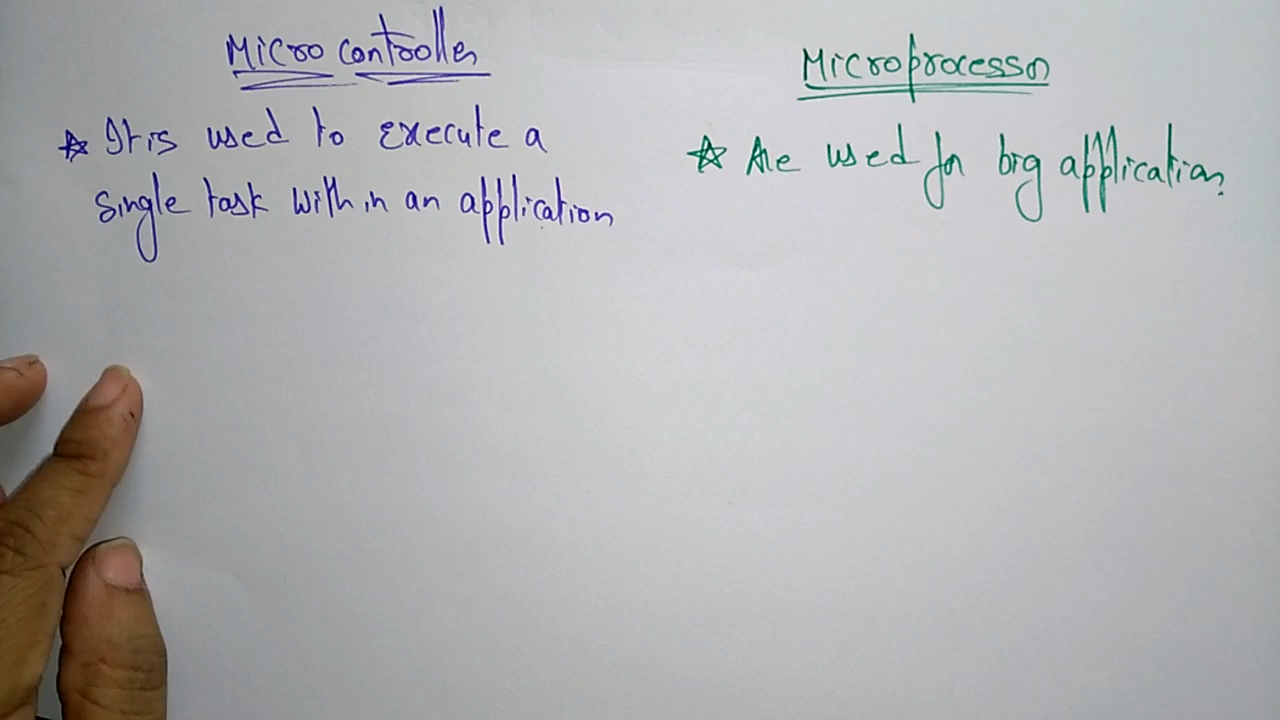 Micro controller
☆ It is used to execute a
single task with in an application
Microprocessor
☆ Are used for big application